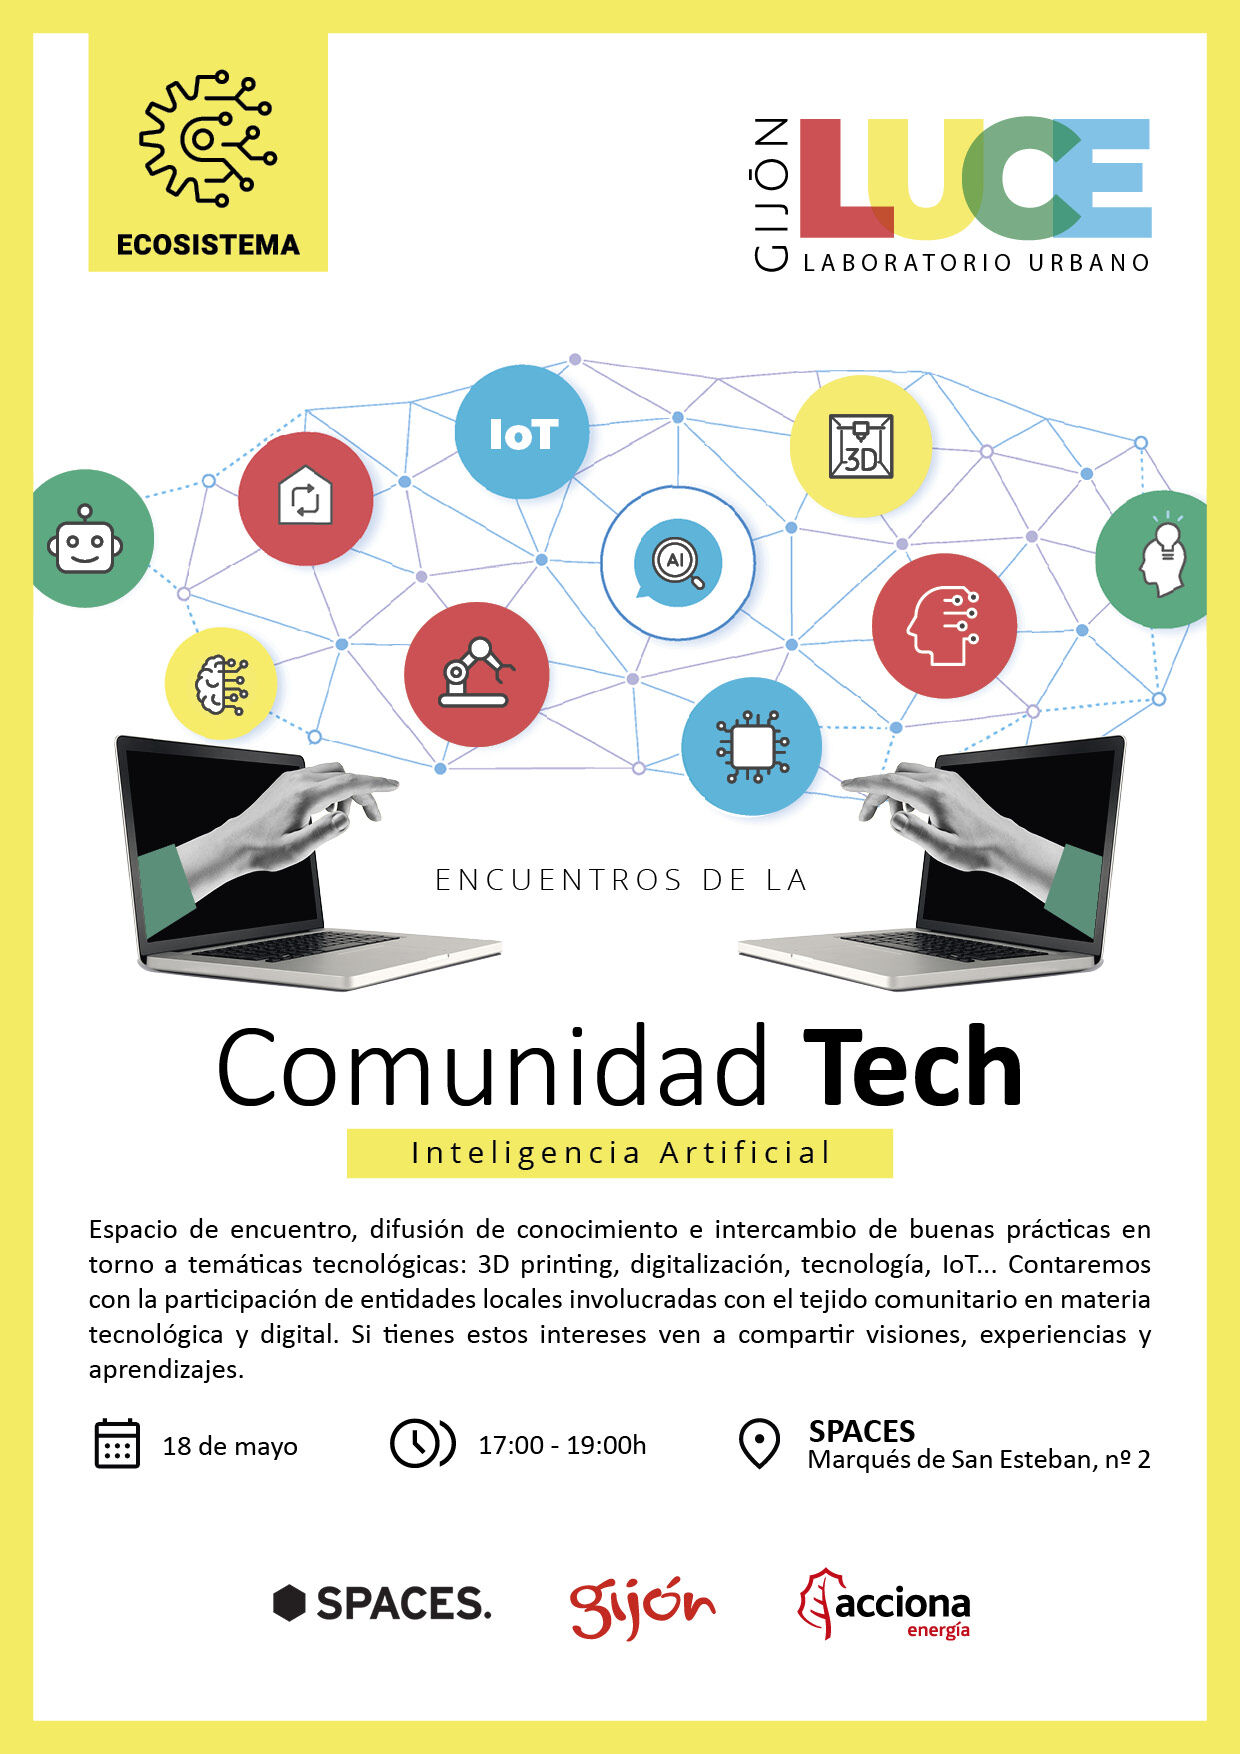 ECOSISTEMA
GIJÓN
LUCE
LABORATORIO URBANO
IoT
3D
AI
ENCUENTROS DE LA
Comunidad Tech
Inteligencia Artificial
Espacio de encuentro, difusión de conocimiento e intercambio de buenas prácticas en
torno a temáticas tecnológicas: 3D printing, digitalización, tecnología, IoT... Contaremos
con la participación de entidades locales involucradas con el tejido comunitario en materia
tecnológica y digital. Si tienes estos intereses ven a compartir visiones, experiencias y
aprendizajes.
18 de mayo
17:00 - 19:00h
SPACES
Marqués de San Esteban, nº 2
SPACES.
gijón
acciona
energía